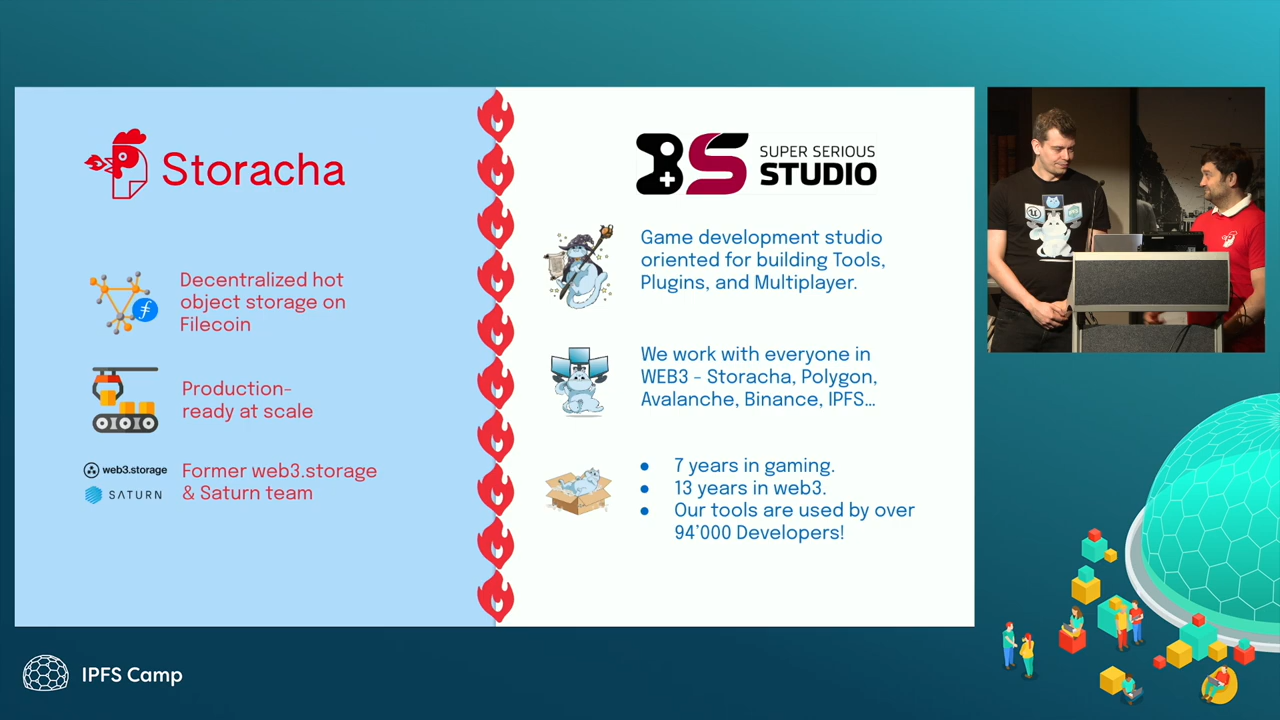 Storacha
Decentralized hot
object storage on
Filecoin
Production-
ready at scale
web3.storage
SATURN
Former web3.storage
& Saturn team
BS
SUPER SERIOUS
STUDIO
Game development studio
oriented for building Tools,
Plugins, and Multiplayer.
We work with everyone in
WEB3 - Storacha, Polygon,
Avalanche, Binance, IPFS...
• 7 years in gaming.
• 13 years in web3.
• Our tools are used by over
94'000 Developers!
IPFS Camp